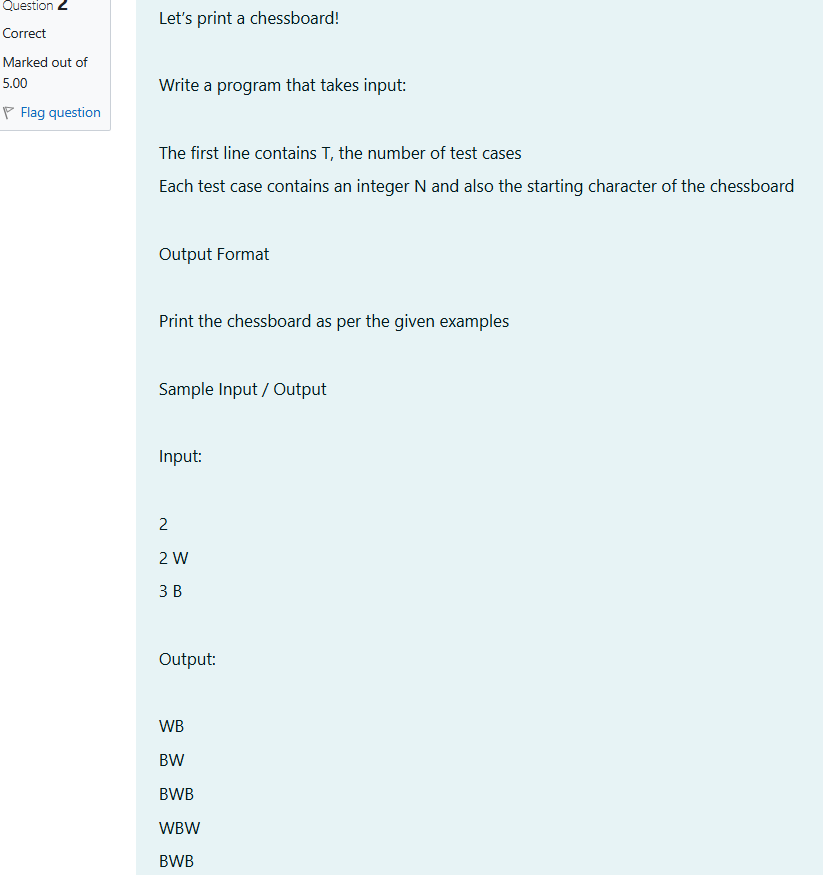 Question 2
Correct
Marked out of
5.00
Flag question
Let's print a chessboard!
Write a program that takes input:
The first line contains T, the number of test cases
Each test case contains an integer N and also the starting character of the chessboard
Output Format
Print the chessboard as per the given examples
Sample Input / Output
Input:
2
2 W
3 B
Output:
WB
BW
BWB
WBW
BWB